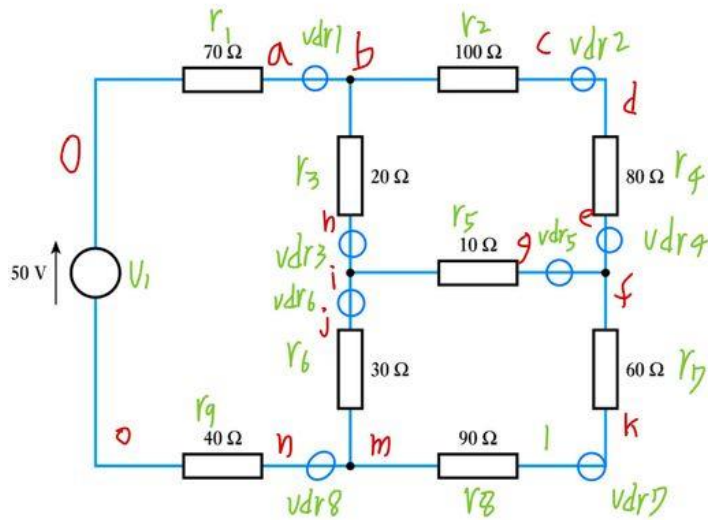 r1 a vdr1 b r2 c vdr2
70 Ω 100 Ω
d
0
r3 20 Ω 80 Ω r4
h r5 e
vdr3 10 Ω g vdr5 vdr4
50 V U1 i f
vdr6
j
r6 30 Ω 60 Ω r7
r9 k
o 40 Ω n m 90 Ω l
vdr8 r8 vdr7